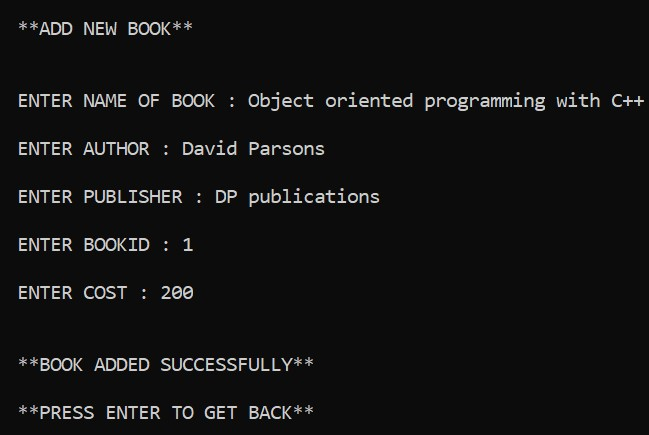 **ADD NEW BOOK**
ENTER NAME OF BOOK : Object oriented programming with C++
ENTER AUTHOR : David Parsons
ENTER PUBLISHER : DP publications
ENTER BOOKID : 1
ENTER COST : 200
**BOOK ADDED SUCCESSFULLY**
**PRESS ENTER TO GET BACK**